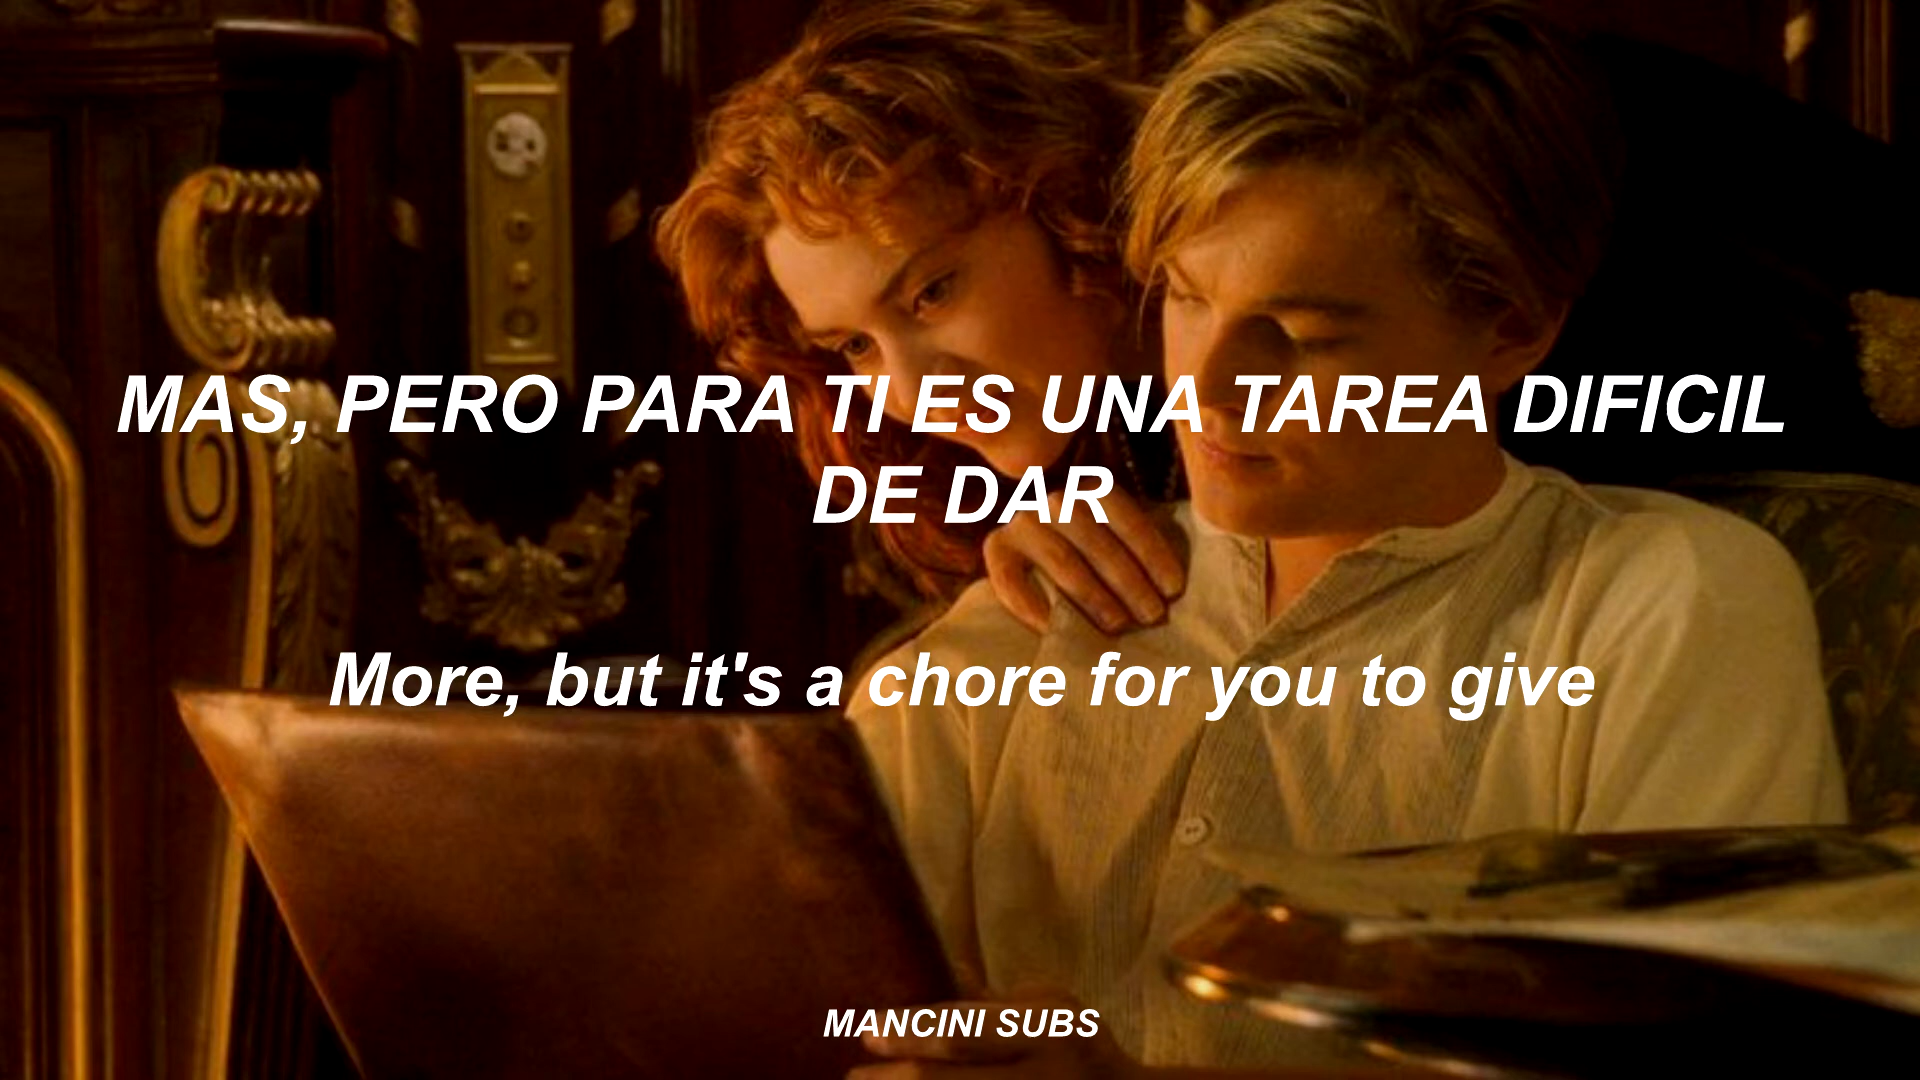 MAS, PERO PARA TI ES UNA TAREA DIFICIL
DE DAR
More, but it's a chore for you to give
MANCINI SUBS